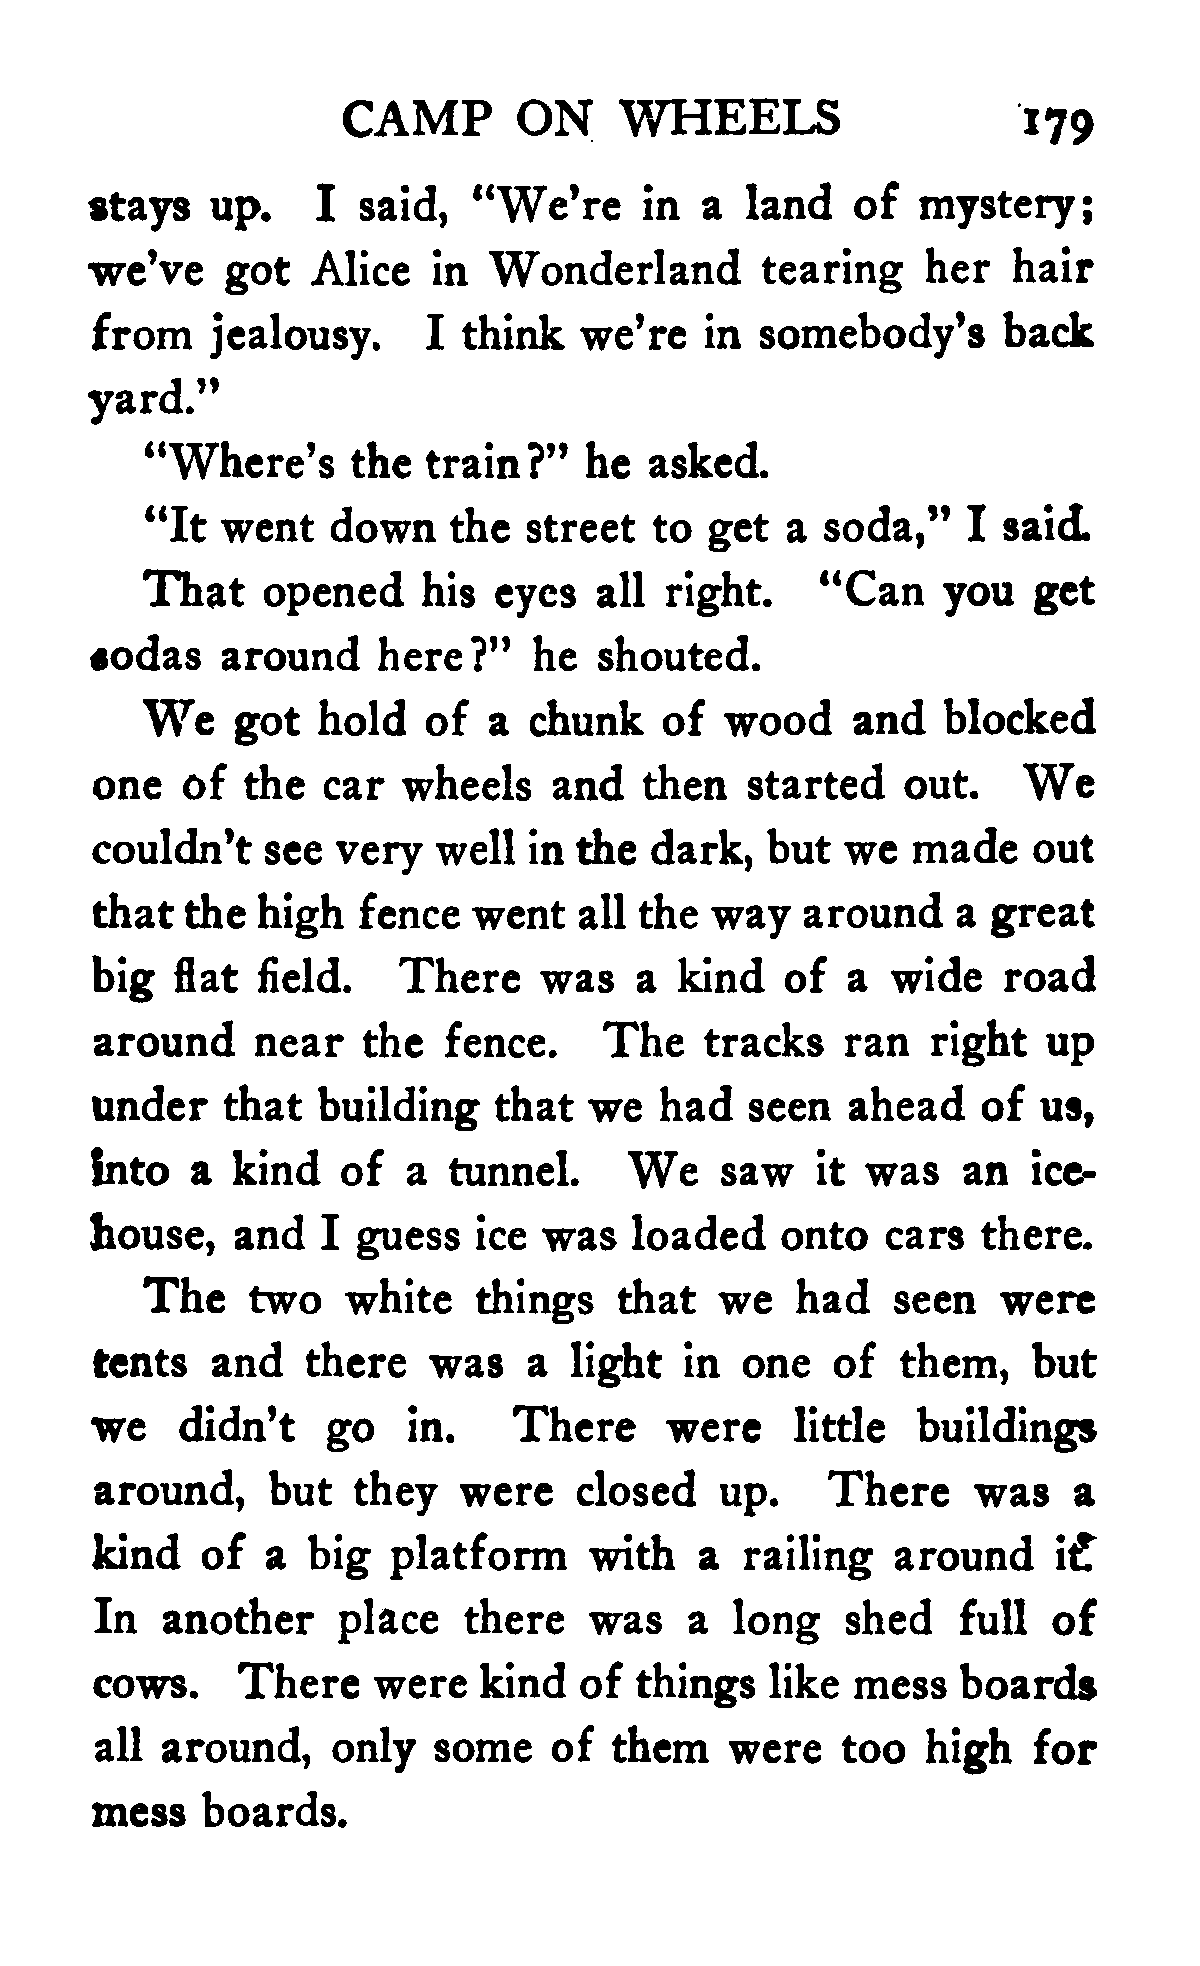 CAMP ON WHEELS 179
stays up. I said, "We're in a land of mystery;
we've got Alice in Wonderland tearing her hair
from jealousy. I think we're in somebody's back
yard."
"Where's the train?" he asked.
"It went down the street to get a soda," I said.
That opened his eyes all right. "Can you get
sodas around here?" he shouted.
We got hold of a chunk of wood and blocked
one of the car wheels and then started out. We
couldn't see very well in the dark, but we made out
that the high fence went all the way around a great
big flat field. There was a kind of a wide road
around near the fence. The tracks ran right up
under that building that we had seen ahead of us,
into a kind of a tunnel. We saw it was an ice-
house, and I guess ice was loaded onto cars there.
The two white things that we had seen were
tents and there was a light in one of them, but
we didn't go in. There were little buildings
around, but they were closed up. There was a
kind of a big platform with a railing around it
In another place there was a long shed full of
cows. There were kind of things like mess boards
all around, only some of them were too high for
mess boards.